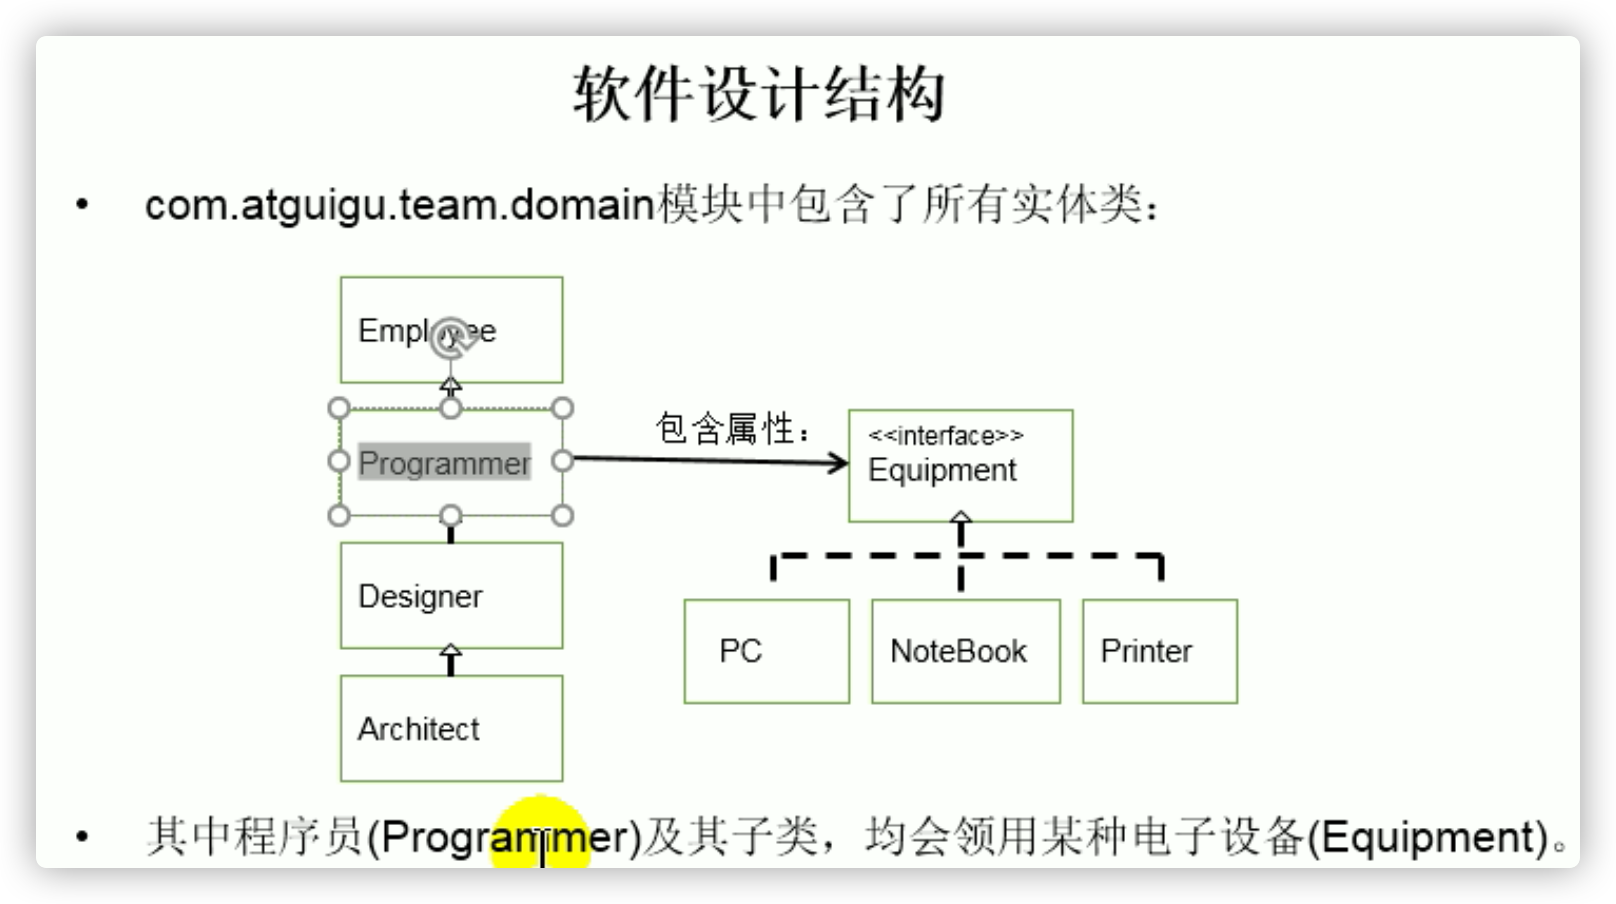 软件设计结构
• com.atguigu.team.domain模块中包含了所有实体类：
Employee
Programmer
包含属性：
<<interface>>
Equipment
Designer
PC
NoteBook
Printer
Architect
• 其中程序员(Programmer)及其子类，均会领用某种电子设备(Equipment)。